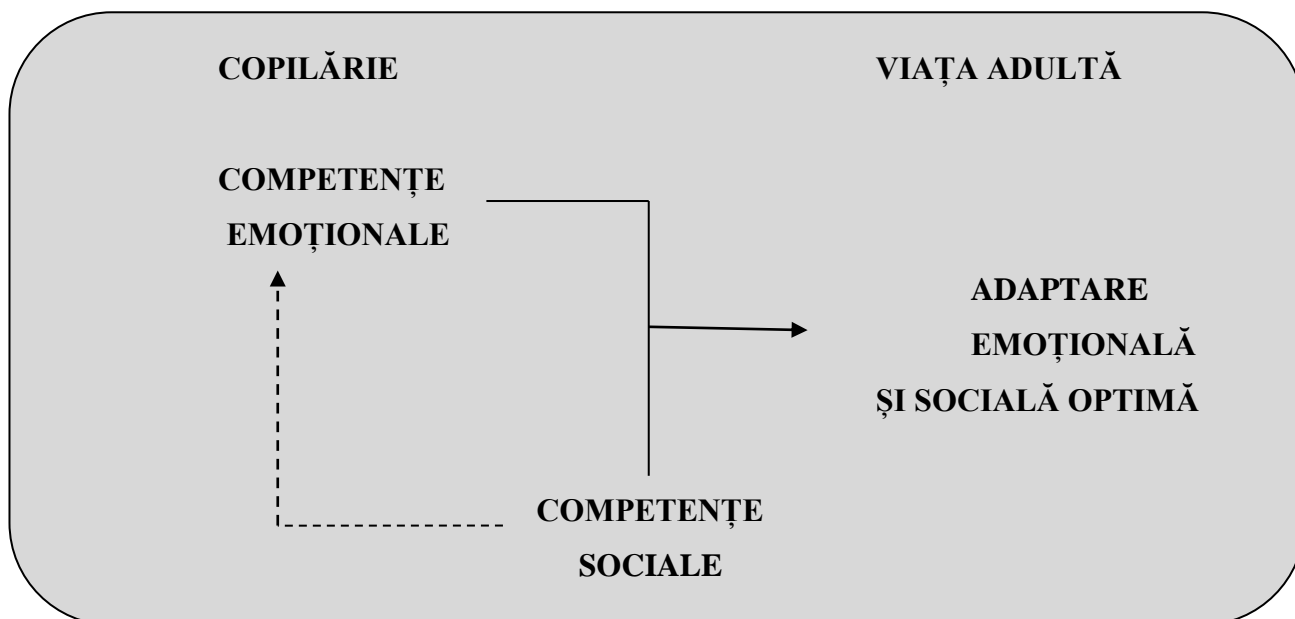 COPILĂRIE
VIAȚA ADULTĂ
COMPETENȚE
EMOȚIONALE
ADAPTARE
EMOȚIONALĂ
ȘI SOCIALĂ OPTIMĂ
COMPETENȚE
SOCIALE